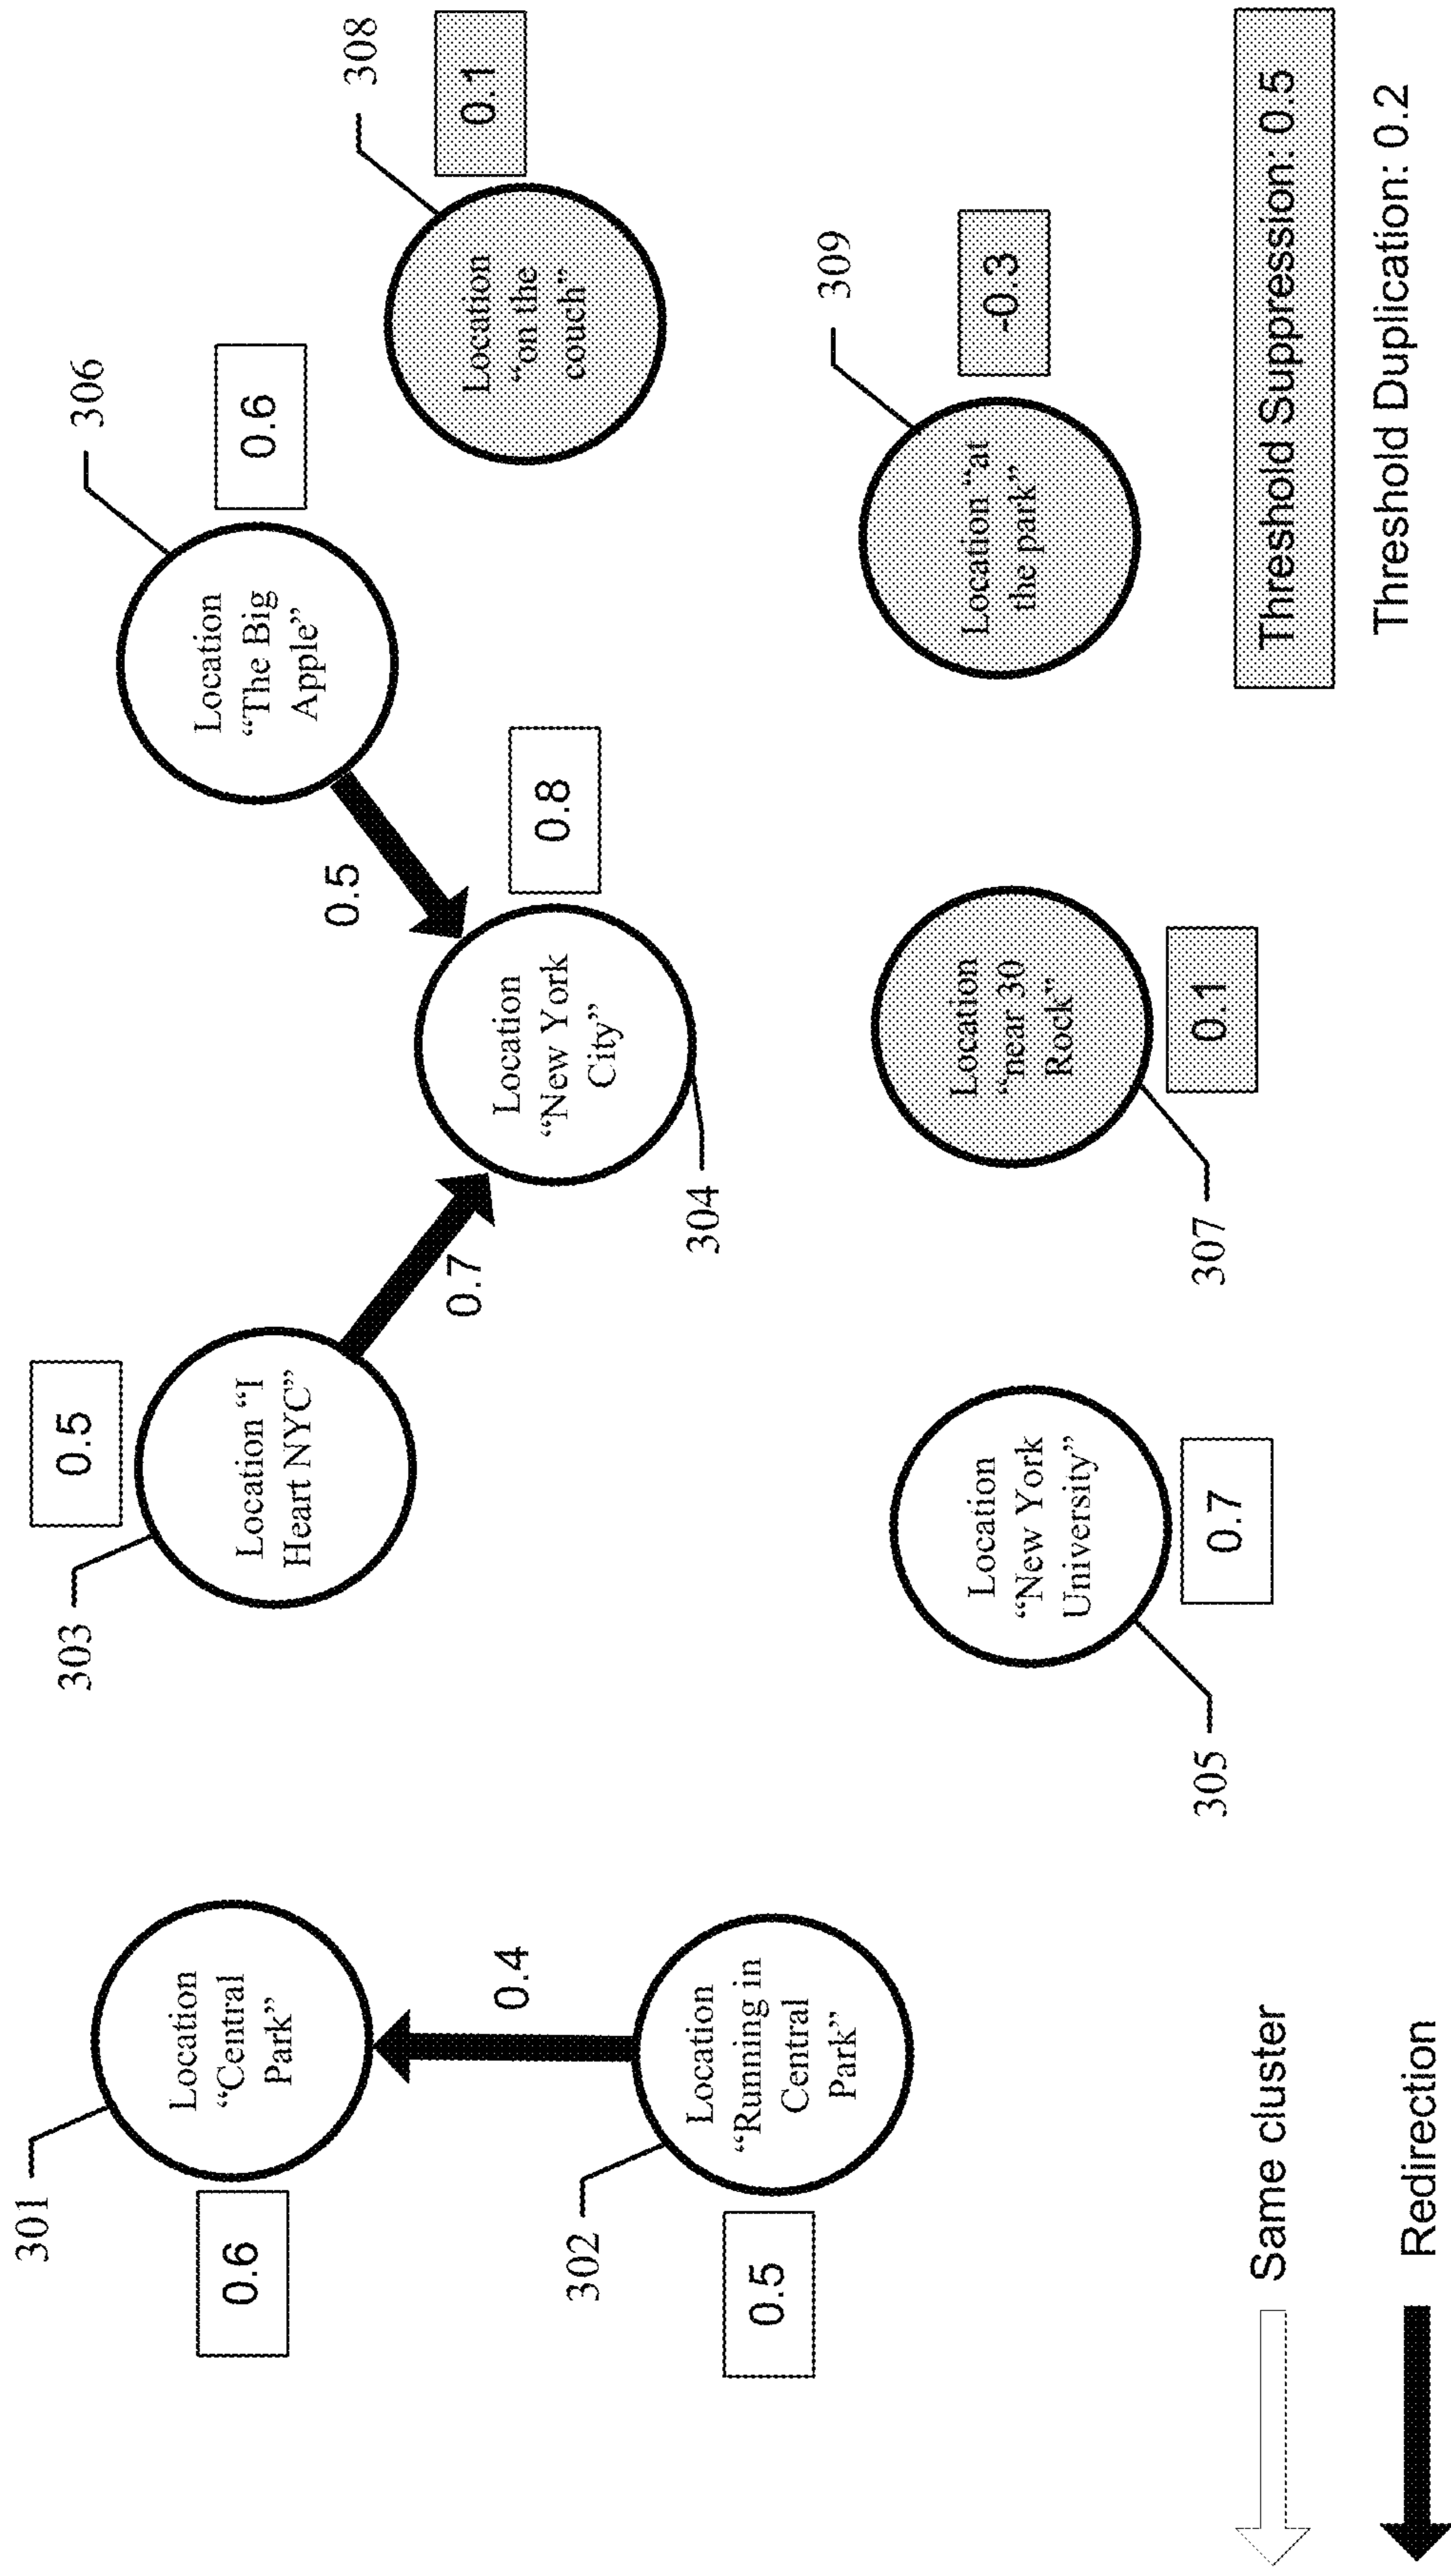 301
0.6
Location
“Central
Park”
0.4
302
0.5
Location
“Running in
Central
Park”
303
0.5
Location “I
Heart NYC”
0.7
304
0.8
Location
“New York
City”
0.5
306
0.6
Location
“The Big
Apple”
308
0.1
Location
“on the
couch”
305
0.7
Location
“New York
University”
307
0.1
Location
“near 30
Rock”
309
-0.3
Location “at
the park”
Same cluster
Redirection
Threshold Suppression: 0.5
Threshold Duplication: 0.2